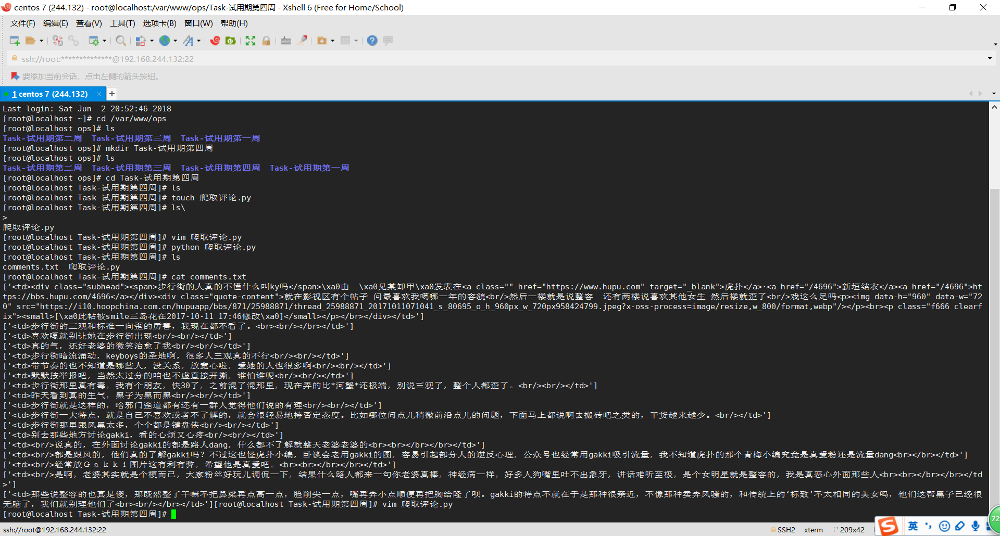 centos 7 (244.132) - root@localhost:/var/www/ops/Task-试用期第四周 - Xshell 6 (Free for Home/School)
文件(F) 编辑(E) 查看(V) 工具(T) 选项卡(B) 窗口(W) 帮助(H)
ssh://root:**************@192.168.244.132:22
要添加当前会话，点击左侧的箭头按钮。
1 centos 7 (244.132) × +
Last login: Sat Jun  2 20:52:46 2018
[root@localhost ~]# cd /var/www/ops
[root@localhost ops]# ls
Task-试用期第二周  Task-试用期第三周  Task-试用期第一周
[root@localhost ops]# mkdir Task-试用期第四周
[root@localhost ops]# ls
Task-试用期第二周  Task-试用期第三周  Task-试用期第四周  Task-试用期第一周
[root@localhost ops]# cd Task-试用期第四周
[root@localhost Task-试用期第四周]# ls
[root@localhost Task-试用期第四周]# touch 爬取评论.py
[root@localhost Task-试用期第四周]# ls\
>
爬取评论.py
[root@localhost Task-试用期第四周]# vim 爬取评论.py
[root@localhost Task-试用期第四周]# python 爬取评论.py
[root@localhost Task-试用期第四周]# ls
comments.txt  爬取评论.py
[root@localhost Task-试用期第四周]# cat comments.txt
['<td><div class="subhead"><span>步行街的人真的不懂什么叫ky吗</span>\xa0由  \xa0见某卸甲\xa0发表在<a class="" href="https://www.hupu.com" target="_blank">虎扑</a>·<a href="/4696">新垣结衣</a><a href="/4696">ht
tps://bbs.hupu.com/4696</a></div><div class="quote-content">就在影视区有个帖子 问最喜欢我噶哪一年的容貌<br/>然后一楼就是说整容  还有两楼说喜欢其他女生 然后楼就歪了<br/>戏这么足吗<p><img data-h="960" data-w="72
0" src="https://i10.hoopchina.com.cn/hupuapp/bbs/871/25988871/thread_25988871_20171011071041_s_80695_o_h_960px_w_720px958424799.jpeg?x-oss-process=image/resize,w_800/format,webp"/></p><br><p class="f666 clearf
ix"><small>[\xa0此帖被smile三岛花在2017-10-11 17:46修改\xa0]</small></p></br></div></td>']
['<td>步行街的三观和标准一向歪的厉害，我现在都不看了。<br><br/></br></td>']
['<td>喜欢嘎就别让她在步行街出现<br/><br/></td>']
['<td>真的气，还好老婆的微笑治愈了我<br/><br/></td>']
['<td>步行街暗流涌动，keyboys的圣地啊，很多人三观真的不行<br/><br/></td>']
['<td>带节奏的也不知道是哪些人，没关系，放宽心啦，爱她的人也很多啊<br/><br/></td>']
['<td>默默按举报吧，当然太过分的咱也不虚直接开撕，谁怕谁呢<br/><br/></td>']
['<td>步行街那里真有毒，我有个朋友，快30了，之前混了混那里，现在弄的比*河蟹*还极端，别说三观了，整个人都歪了。<br/><br/></td>']
['<td>昨天看到真的生气，黑子为黑而黑<br/><br/></td>']
['<td>步行街就是这样的，啥邪门歪道都有还有一群人觉得他们说的有理<br/><br/></td>']
['<td>步行街一大特点，就是自己不喜欢或者不了解的，就会很轻易地持否定态度。比如哪位问点儿稍微前沿点儿的问题，下面马上都说啊去搬砖吧之类的，干货越来越少。<br/></td>']
['<td>步行街那里跟风黑太多，个个都是键盘侠<br/><br/></td>']
['<td>别去那些地方讨论gakki，看的心烦又心疼<br/><br/></td>']
['<td><br/>说真的，在外面讨论gakki的都是路人dang，什么都不了解就整天老婆老婆的<br><br></br></br></td>']
['<td><br/>都是跟风的，他们真的了解gakki吗？不过这也怪虎扑小编，卧谈会老用gakki的图，容易引起部分人的逆反心理，公众号也经常用gakki吸引流量，我不知道虎扑的那个青梅小编究竟是真爱粉还是流量dang<br></br></td>']
['<td><br/>经常放Ｇａｋｋｉ图片这有利有弊，希望他是真爱吧。<br><br></br></br></td>']
['<td><br/>是啊，老婆其实就是个梗而已，大家粉丝好玩儿调侃一下，结果什么路人都来一句你老婆真棒，神经病一样，好多人狗嘴里吐不出象牙，讲话难听至极，是个女明星就是整容的，我是真恶心外面那些人<br><br></br></br></td
>']
['<td>那些说整容的也真是傻，那既然整了干嘛不把鼻梁再点高一点，脸削尖一点，嘴再弄小点顺便再把胸给隆了呗。gakki的特点不就在于是那种很亲近，不像那种卖弄风骚的，和传统上的‘标致’不太相同的美女吗，他们这帮黑子已经很
无脑了，我们就别理他们了<br><br/></br></td>'][root@localhost Task-试用期第四周]# vim 爬取评论.py
[root@localhost Task-试用期第四周]#
ssh://root@192.168.244.132:22 SSH2 xterm 209x42
英
72